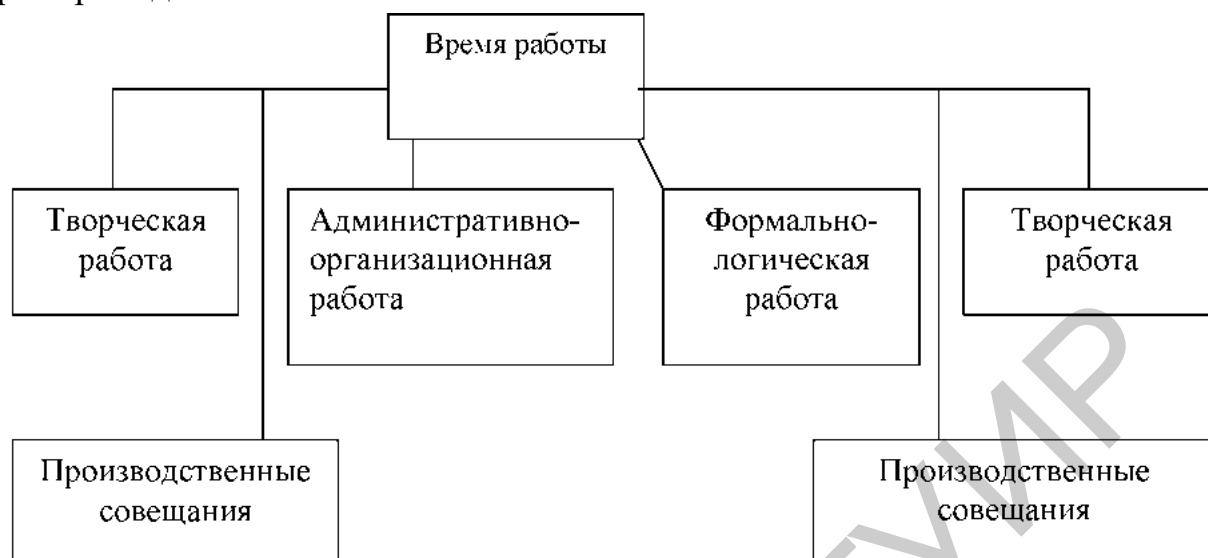 Время работы
Творческая
работа
Административно-
организационная
работа
Формально-
логическая
работа
Творческая
работа
Производственные
совещания
Производственные
совещания